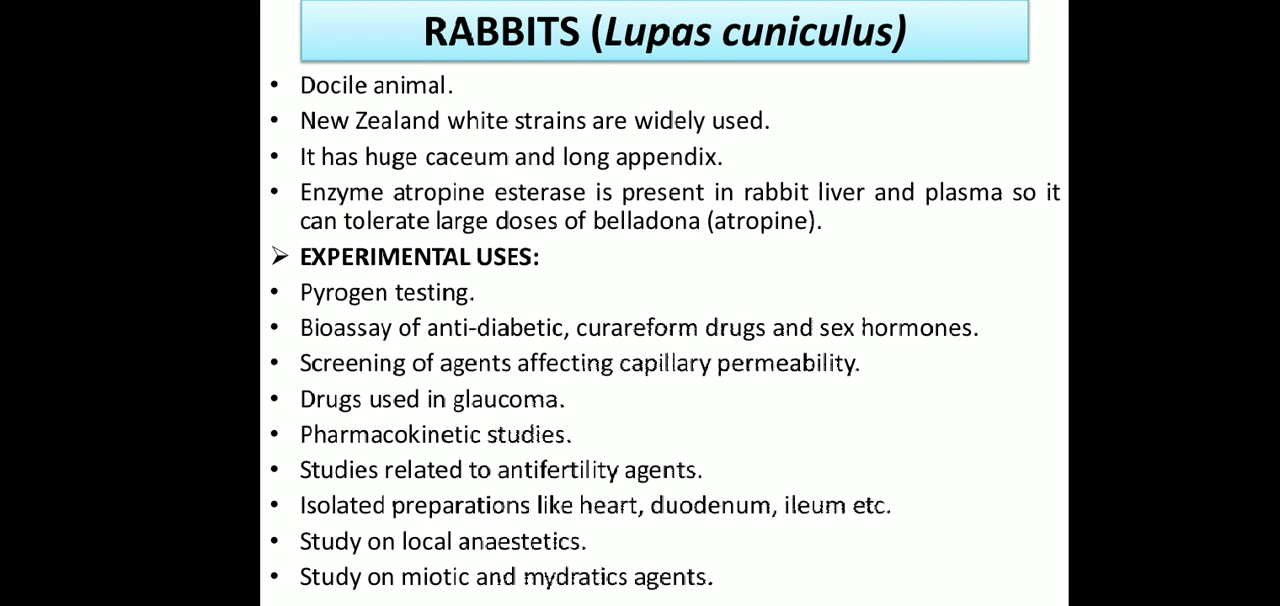 RABBITS (Lupas cuniculus)
• Docile animal.
• New Zealand white strains are widely used.
• It has huge caceum and long appendix.
• Enzyme atropine esterase is present in rabbit liver and plasma so it
can tolerate large doses of belladona (atropine).
➢ EXPERIMENTAL USES:
• Pyrogen testing.
• Bioassay of anti-diabetic, curareform drugs and sex hormones.
• Screening of agents affecting capillary permeability.
• Drugs used in glaucoma.
• Pharmacokinetic studies.
• Studies related to antifertility agents.
• Isolated preparations like heart, duodenum, ileum etc.
• Study on local anaestetics.
• Study on miotic and mydratics agents.